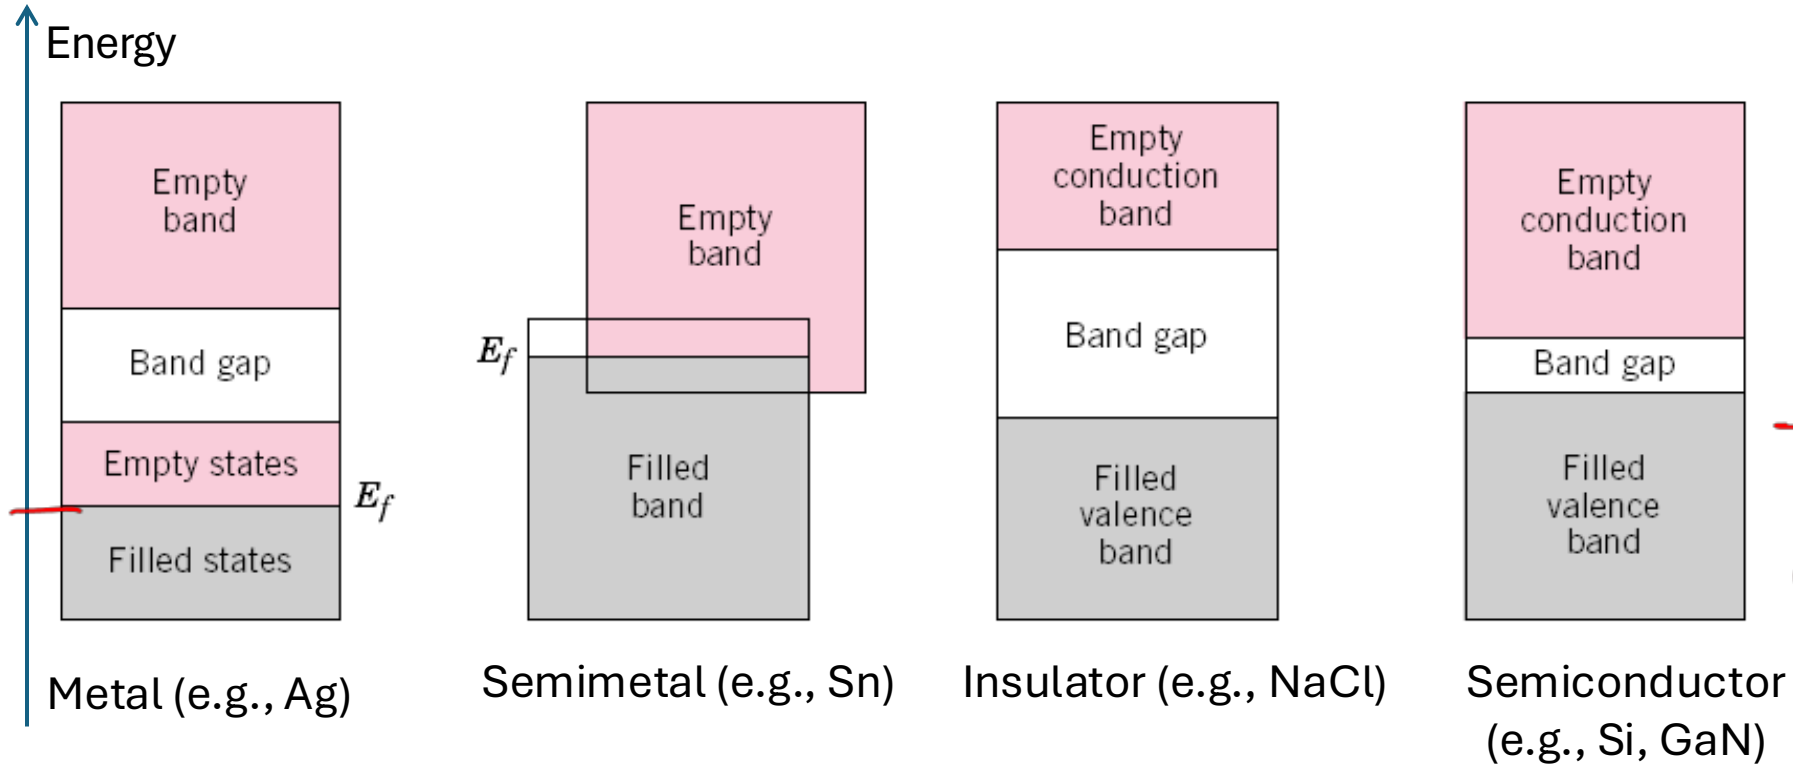 Energy
Empty
band
Band gap
Empty states
Filled states
E_f
Metal (e.g., Ag)
Empty
band
E_f
Filled
band
Semimetal (e.g., Sn)
Empty
conduction
band
Band gap
Filled
valence
band
Insulator (e.g., NaCl)
Empty
conduction
band
Band gap
Filled
valence
band
Semiconductor
(e.g., Si, GaN)